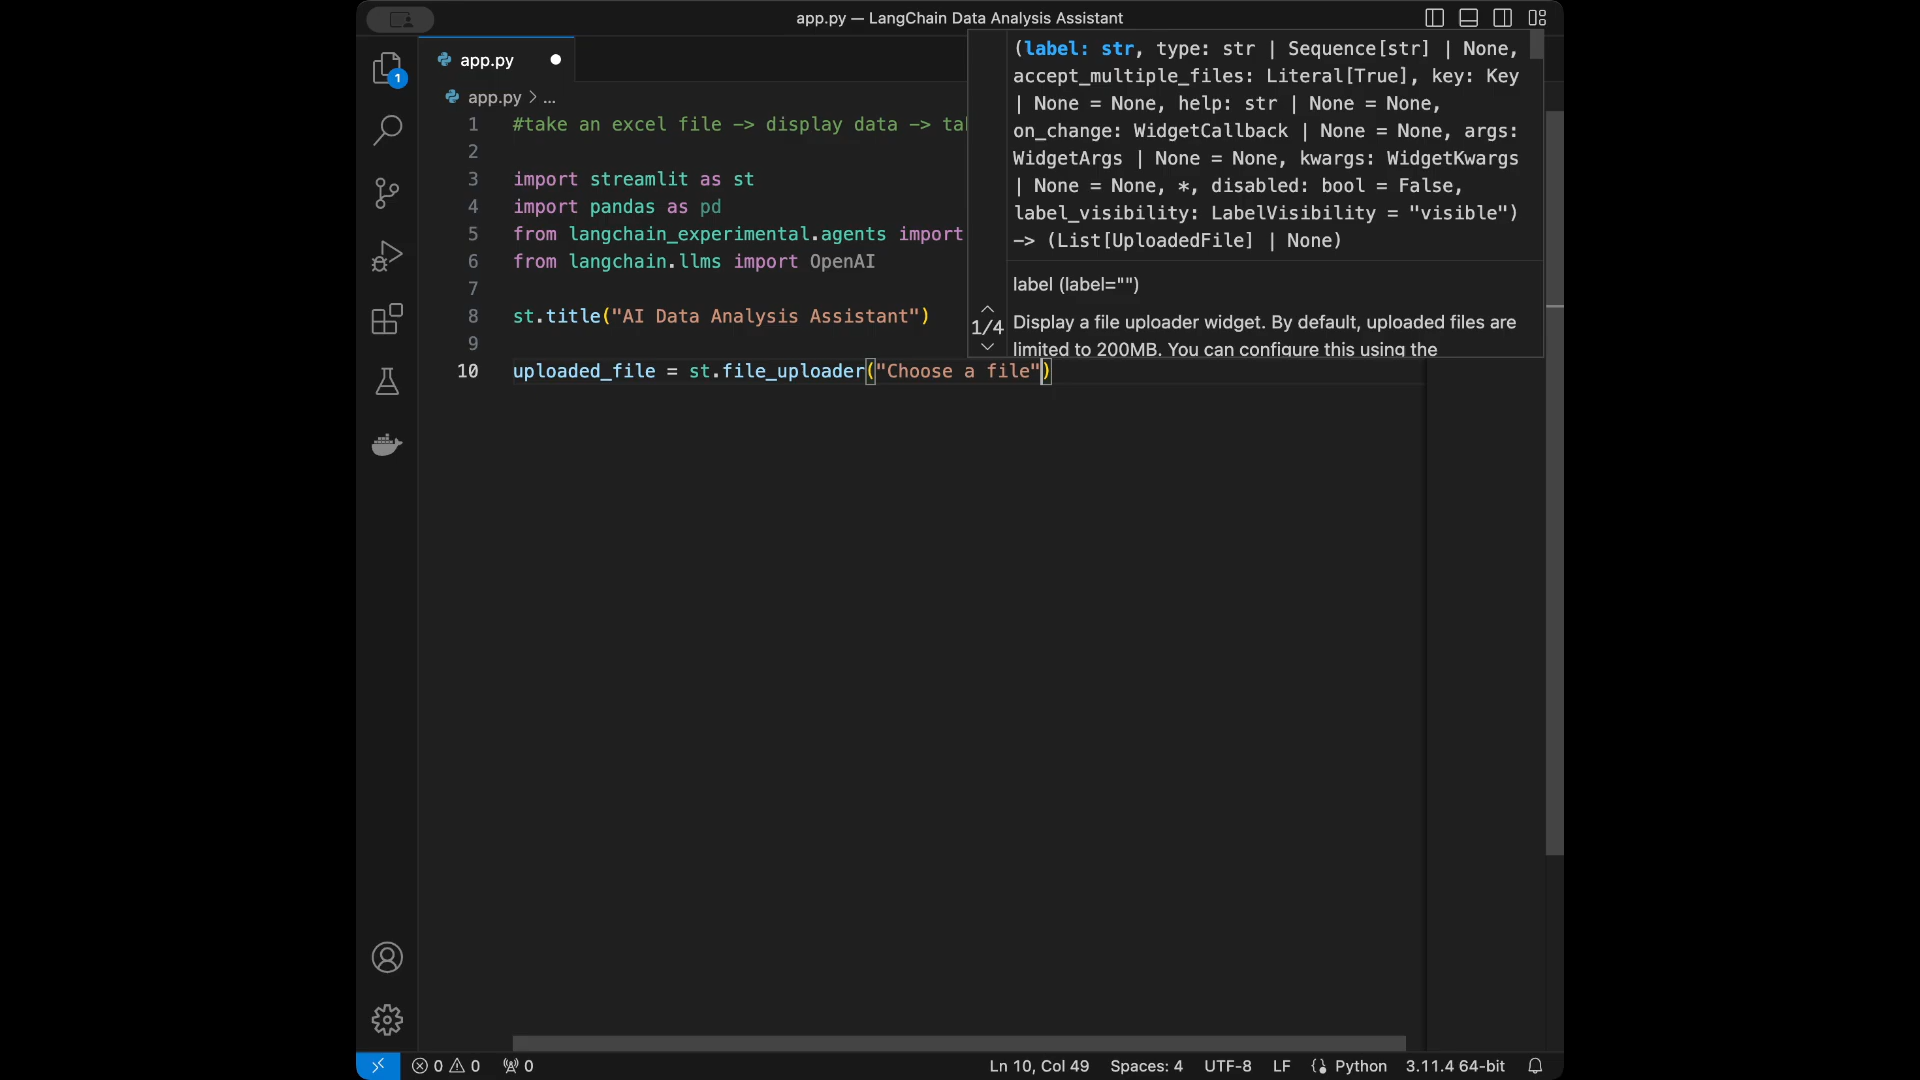 app.py — LangChain Data Analysis Assistant
1
app.py
app.py > ...
1 #take an excel file -> display data ->
2
3 import streamlit as st
4 import pandas as pd
5 from langchain_experimental.agents import
6 from langchain.llms import OpenAI
7
8 st.title("AI Data Analysis Assistant")
9
10 uploaded_file = st.file_uploader("Choose a file")
(label: str, type: str | Sequence[str] | None,
accept_multiple_files: Literal[True], key: Key
| None = None, help: str | None = None,
on_change: WidgetCallback | None = None, args:
WidgetArgs | None = None, kwargs: WidgetKwargs
| None = None, *, disabled: bool = False,
label_visibility: LabelVisibility = "visible")
-> (List[UploadedFile] | None)
label (label="")
1/4
Display a file uploader widget. By default, uploaded files are
limited to 200MB. You can configure this using the
0 0 0
Ln 10, Col 49 Spaces: 4 UTF-8 LF Python 3.11.4 64-bit